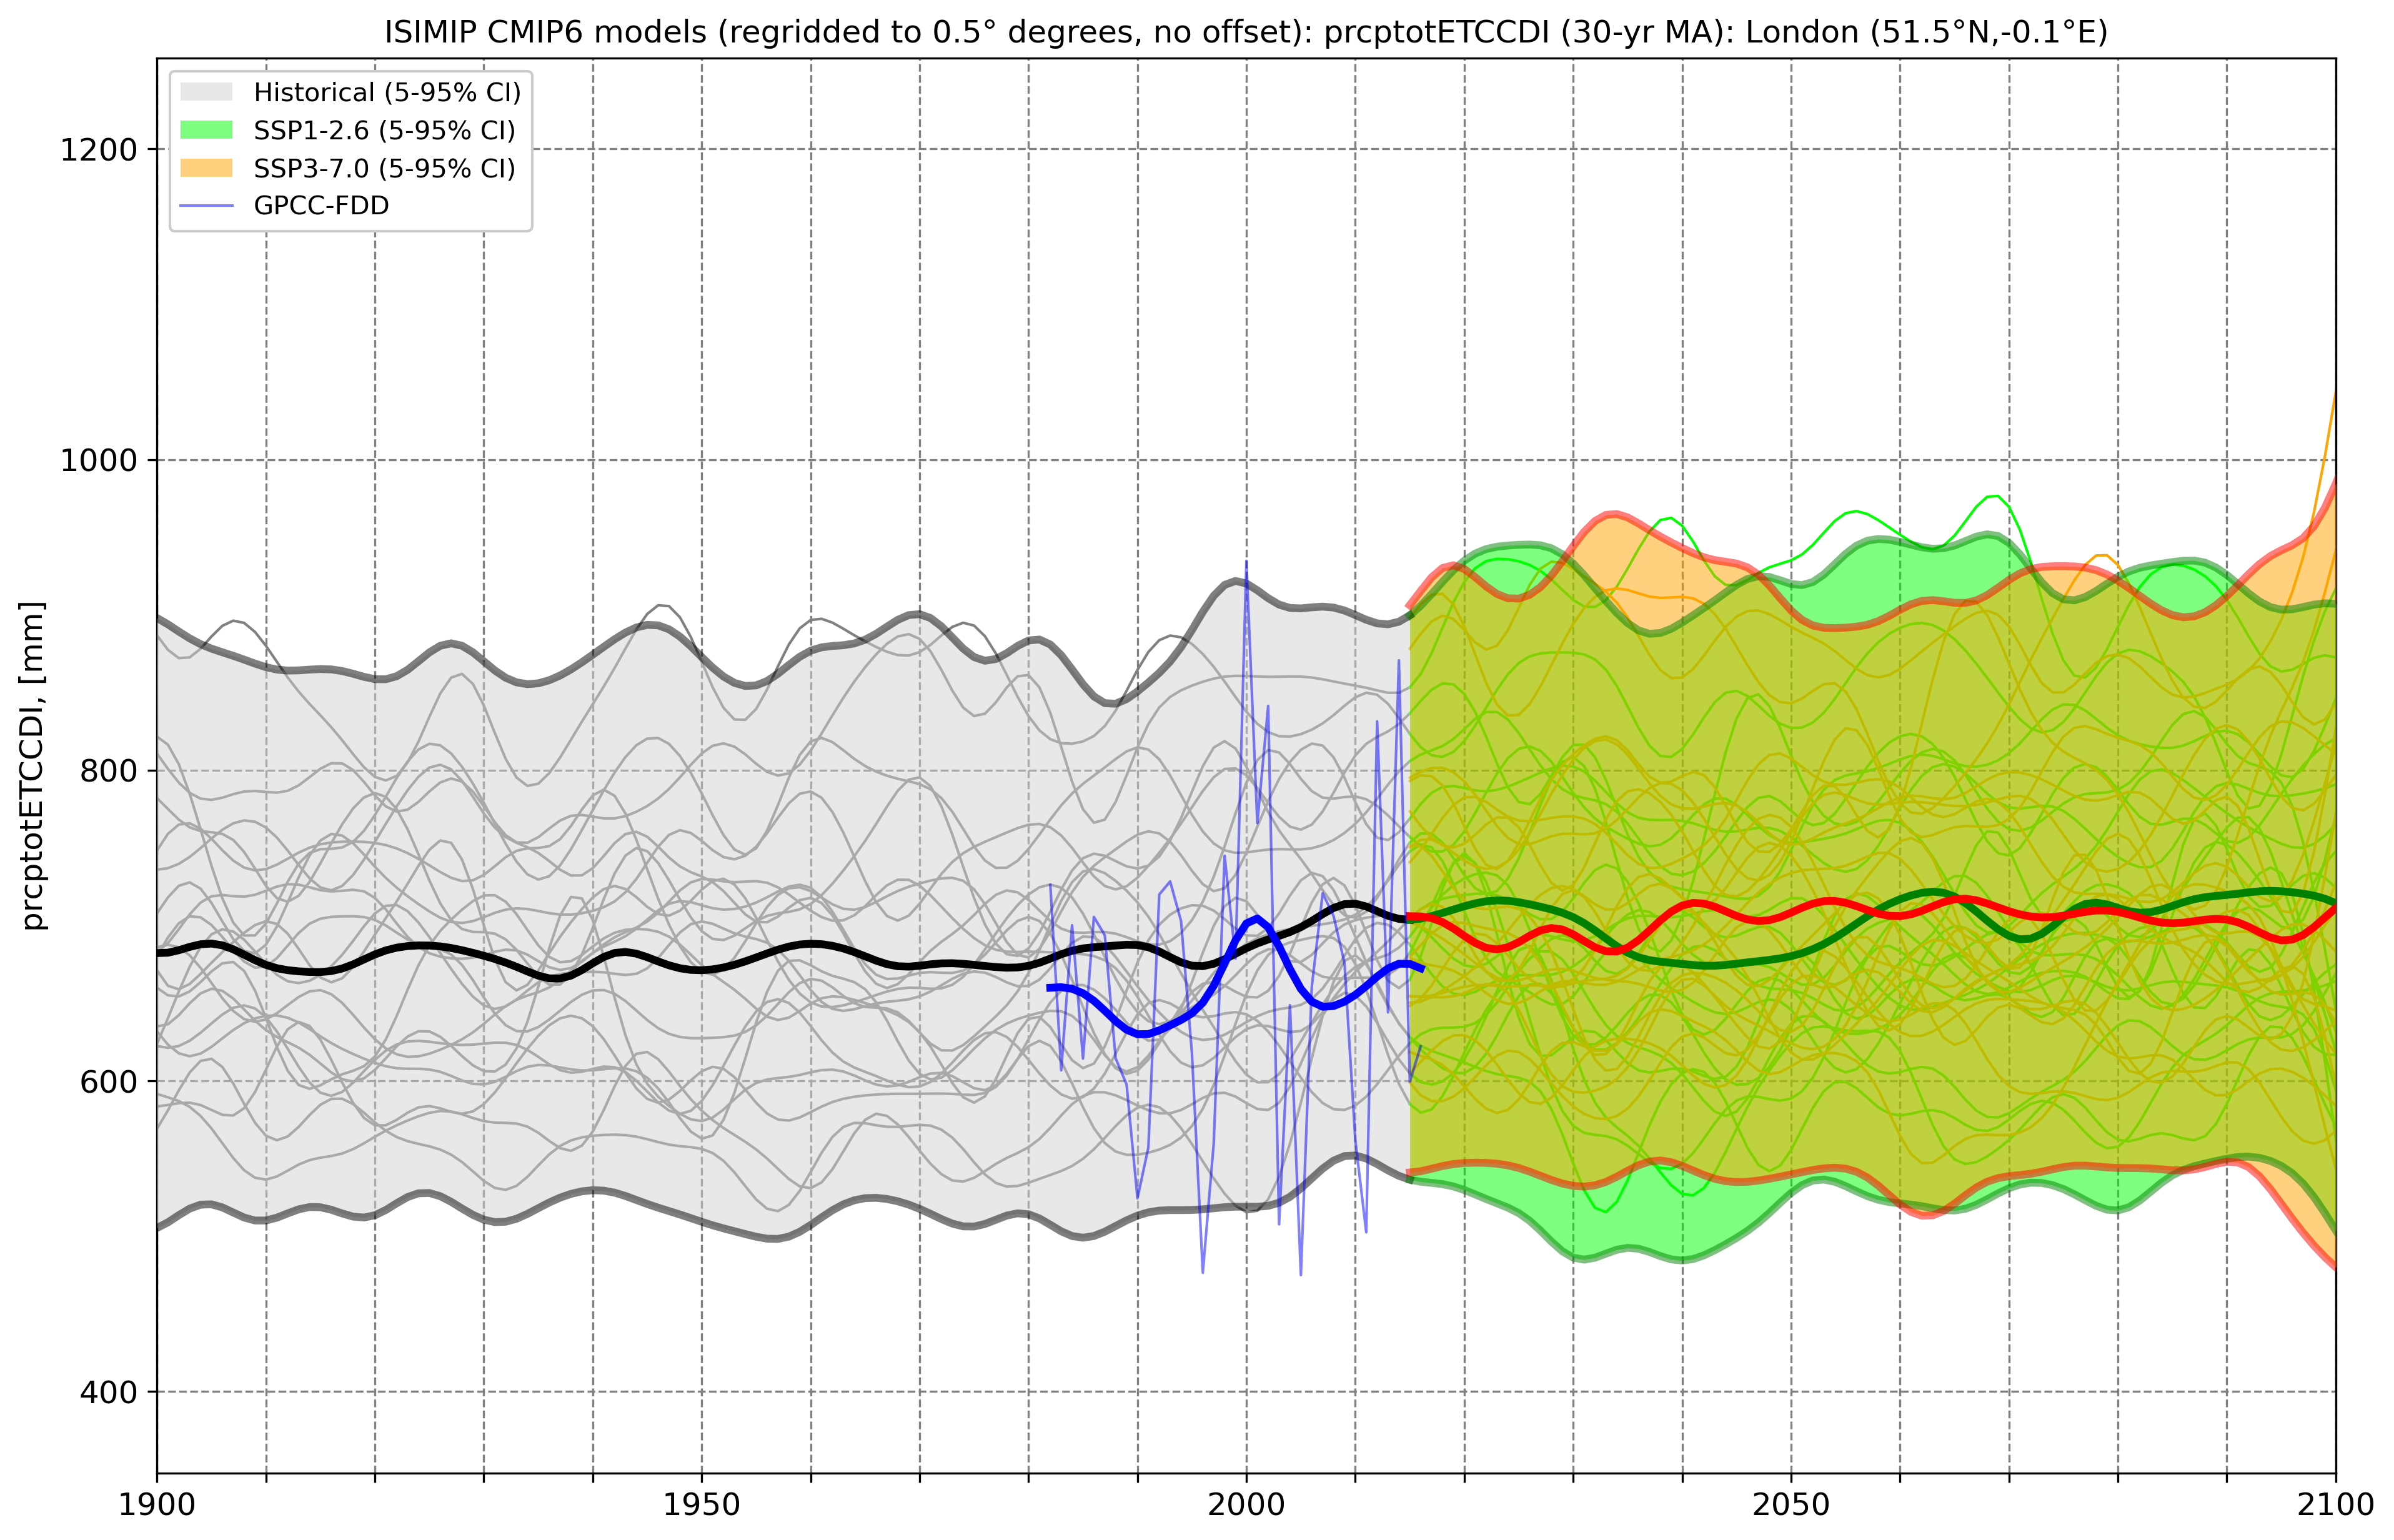 ISIMIP CMIP6 models (regridded to 0.5° degrees, no offset): prcptotETCCDI (30-yr MA): London (51.5°N,-0.1°E)
Historical (5-95% CI)
SSP1-2.6 (5-95% CI)
SSP3-7.0 (5-95% CI)
GPCC-FDD
prcptotETCCDI, [mm]
1200
1000
800
600
400
1900
1950
2000
2050
2100